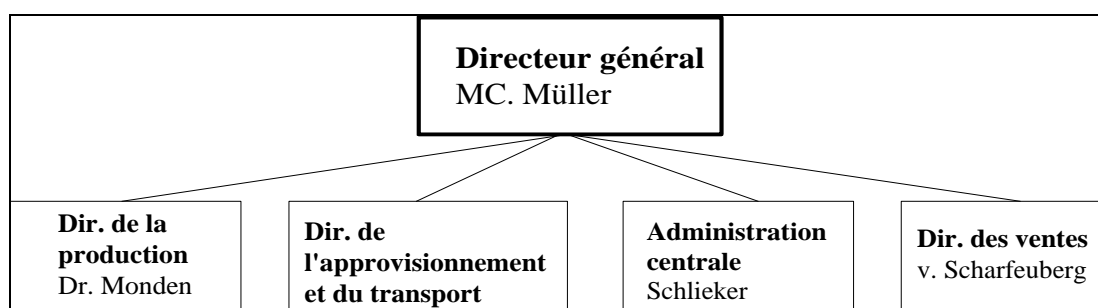 Directeur général
MC. Müller
Dir. de la
production
Dr. Monden
Dir. de
l'approvisionnement
et du transport
Administration
centrale
Schlieker
Dir. des ventes
v. Scharfeuberg